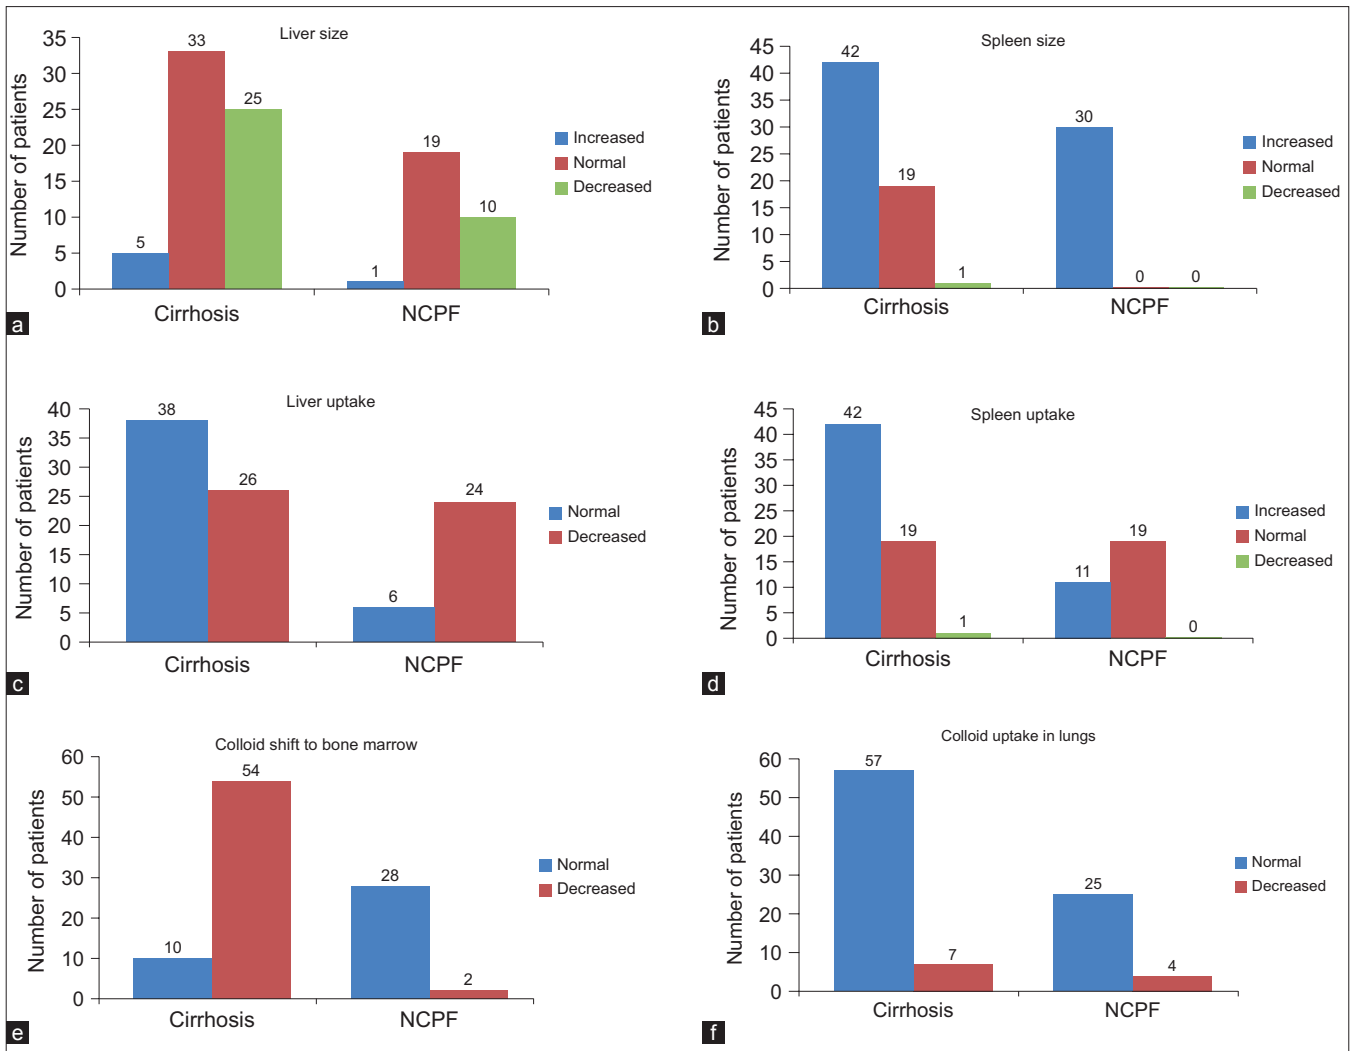 Liver size
Number of patients
35
30
25
20
15
10
5
0
5
33
25
1
19
10
Cirrhosis
NCPF
Increased
Normal
Decreased
a
Spleen size
Number of patients
45
40
35
30
25
20
15
10
5
0
42
19
1
30
0
0
Cirrhosis
NCPF
Increased
Normal
Decreased
b
Liver uptake
Number of patients
40
35
30
25
20
15
10
5
0
38
26
6
24
Cirrhosis
NCPF
Normal
Decreased
c
Spleen uptake
Number of patients
45
40
35
30
25
20
15
10
5
0
42
19
1
11
19
0
Cirrhosis
NCPF
Increased
Normal
Decreased
d
Colloid shift to bone marrow
Number of patients
60
50
40
30
20
10
0
10
54
28
2
Cirrhosis
NCPF
Normal
Decreased
e
Colloid uptake in lungs
Number of patients
60
50
40
30
20
10
0
57
7
25
4
Cirrhosis
NCPF
Normal
Decreased
f